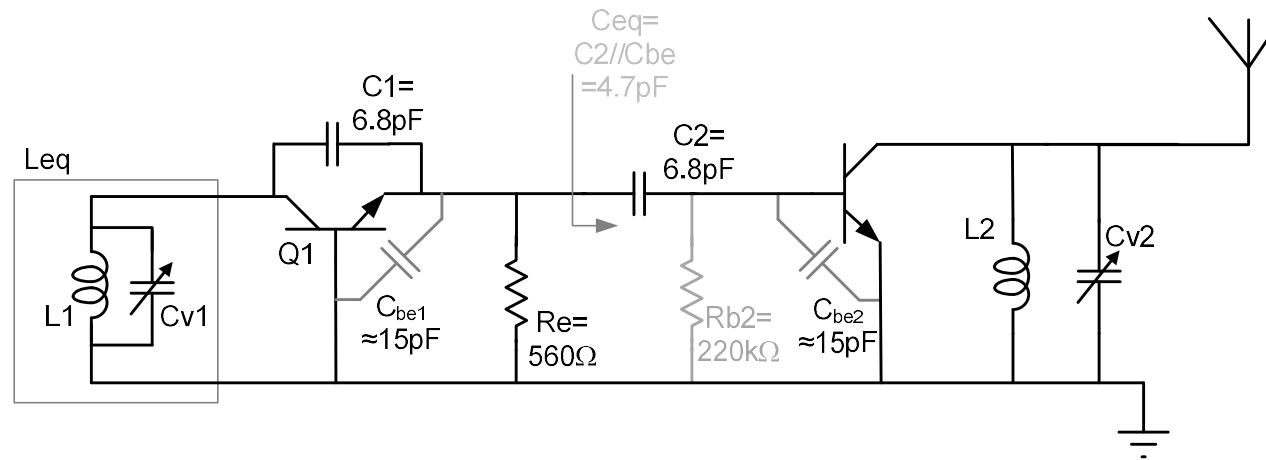 Ceq=
C2//Cbe
=4.7pF
C1=
6.8pF
C2=
6.8pF
Leq
Q1
L1
Cv1
Cbe1
≈15pF
Re=
560Ω
Rb2=
220kΩ
Cbe2
≈15pF
L2
Cv2